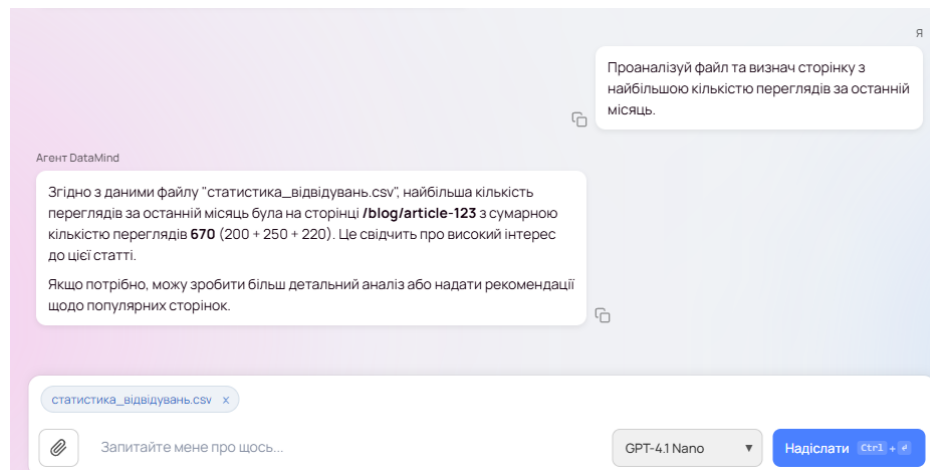 Я
Проаналізуй файл та визнач сторінку з
найбільшою кількістю переглядів за останній
місяць.
Агент DataMind
Згідно з даними файлу "статистика_відвідувань.csv", найбільша кількість
переглядів за останній місяць була на сторінці /blog/article-123 з сумарною
кількістю переглядів 670 (200 + 250 + 220). Це свідчить про високий інтерес
до цієї статті.
Якщо потрібно, можу зробити більш детальний аналіз або надати рекомендації
щодо популярних сторінок.
статистика_відвідувань.csv x
Запитайте мене про щось...
GPT-4.1 Nano ▼
Надіслати Ctrl + ↵